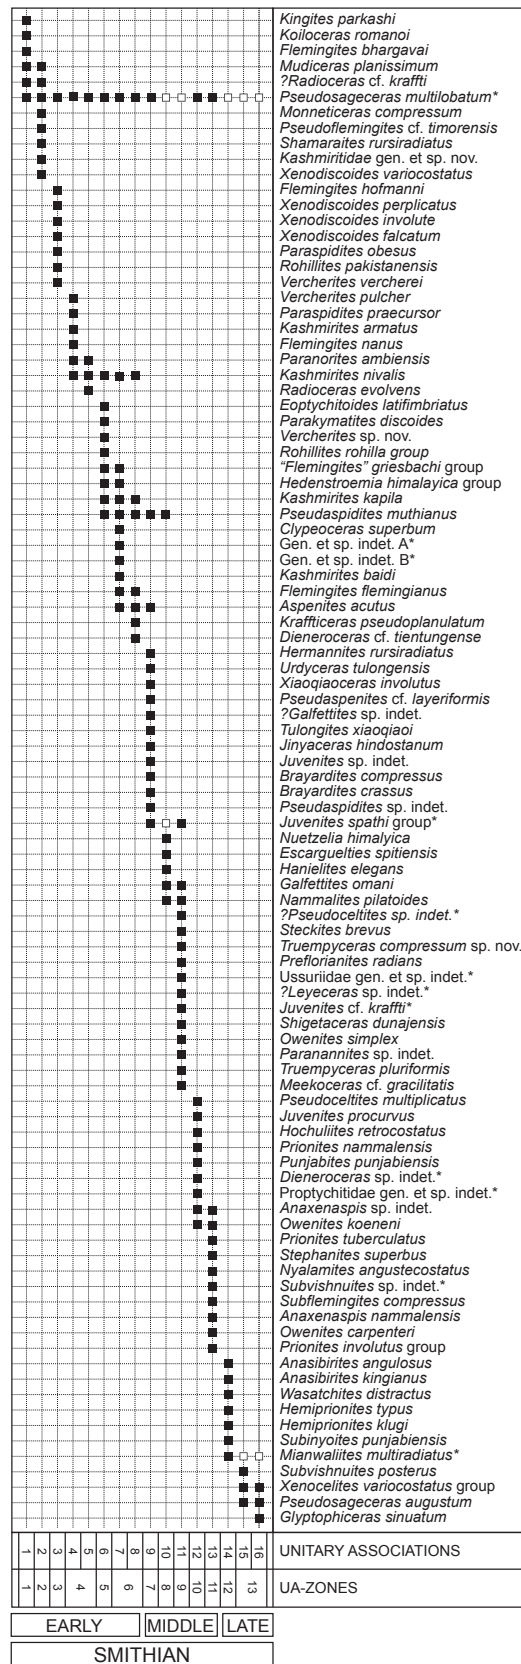 Kingites parkashi
Koiloceras romanoi
Flemingites bhargavai
Mudiceras planissimum
?Radioceras cf. kraffti
Pseudosageceras multilobatum*
Monneticeras compressum
Pseudoflemingites cf. timorensis
Shamaraites rursiradiatus
Kashmiritidae gen. et sp. nov.
Xenodiscoides variocostatus
Flemingites hofmanni
Xenodiscoides perplicatus
Xenodiscoides involute
Xenodiscoides falcatum
Paraspidites obesus
Rohillites pakistanensis
Vercherites vercherei
Vercherites pulcher
Paraspidites praecursor
Kashmirites armatus
Flemingites nanus
Paranorites ambiensis
Kashmirites nivalis
Radioceras evolvens
Eoptychitoides latifimbriatus
Parakymatites discoides
Vercherites sp. nov.
Rohillites rohilla group
“Flemingites” griesbachi group
Hedenstroemia himalayica group
Kashmirites kapila
Pseudaspidites muthianus
Clypeoceras superbum
Gen. et sp. indet. A*
Gen. et sp. indet. B*
Kashmirites baidi
Flemingites flemingianus
Aspenites acutus
Kraffticeras pseudoplanulatum
Dieneroceras cf. tientungense
Hermannites rursiradiatus
Urdyceras tulongensis
Xiaoqiaoceras involutus
Pseudaspenites cf. layeriformis
?Galfettites sp. indet.
Tulongites xiaoqiaoi
Jinyaceras hindostanum
Juvenites sp. indet.
Brayardites compressus
Brayardites crassus
Pseudaspidites sp. indet.
Juvenites spathi group*
Nuetzelia himalyica
Escarguelties spitiensis
Hanielites elegans
Galfettites omani
Nammalites pilatoides
?Pseudoceltites sp. indet.*
Steckites brevus
Truempyceras compressum sp. nov.
Preflorianites radians
Ussuriidae gen. et sp. indet.*
?Leyeceras sp. indet.*
Juvenites cf. kraffti*
Shigetaceras dunajensis
Owenites simplex
Paranannites sp. indet.
Truempyceras pluriformis
Meekoceras cf. gracilitatis
Pseudoceltites multiplicatus
Juvenites procurvus
Hochuliites retrocostatus
Prionites nammalensis
Punjabites punjabiensis
Dieneroceras sp. indet.*
Proptychitidae gen. et sp. indet.*
Anaxenaspis sp. indet.
Owenites koeneni
Prionites tuberculatus
Stephanites superbus
Nyalamites angustecostatus
Subvishnuites sp. indet.*
Subflemingites compressus
Anaxenaspis nammalensis
Owenites carpenteri
Prionites involutus group
Anasibirites angulosus
Anasibirites kingianus
Wasatchites distractus
Hemiprionites typus
Hemiprionites klugi
Subinyoites punjabiensis
Mianwaliites multiradiatus*
Subvishnuites posterus
Xenocelites variocostatus group
Pseudosageceras augustum
Glyptophiceras sinuatum
1 2 3 4 5 6 7 8 9 10 11 12 13 14 15 16 UNITARY ASSOCIATIONS
1 2 3 4 5 6 7 8 9 10 11 12 13 UA-ZONES
EARLY MIDDLE LATE
SMITHIAN